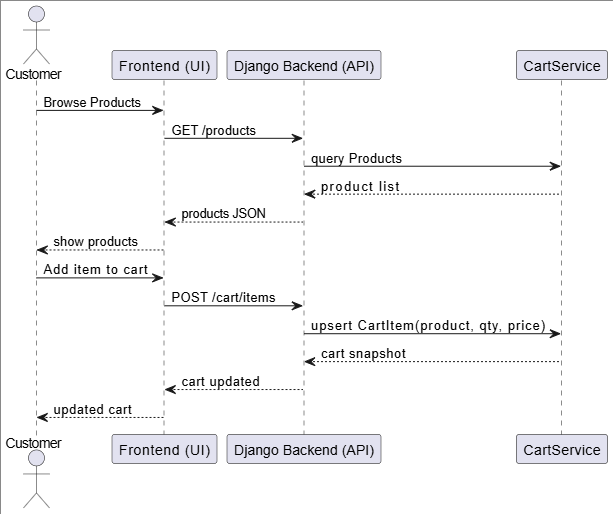 Customer
Frontend (UI)
Django Backend (API)
CartService
Browse Products
GET /products
query Products
product list
products JSON
show products
Add item to cart
POST /cart/items
upsert CartItem(product, qty, price)
cart snapshot
cart updated
updated cart
Customer
Frontend (UI)
Django Backend (API)
CartService